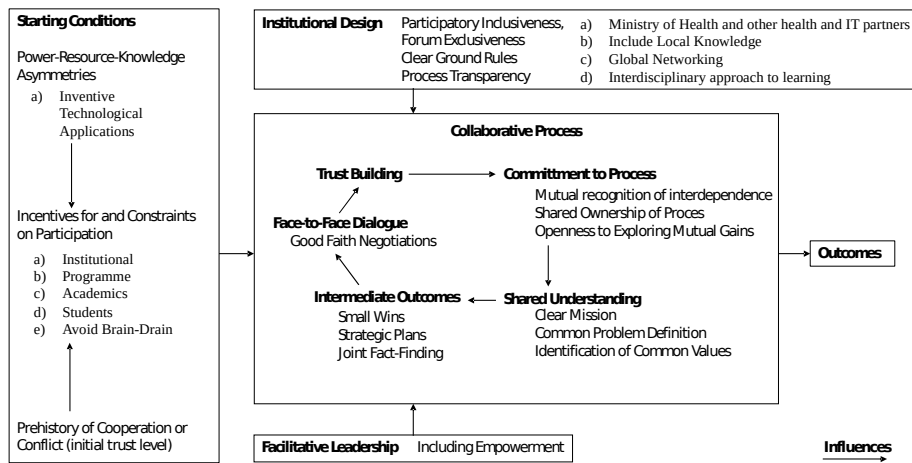 Starting Conditions
Power-Resource-Knowledge
Asymmetries
a) Inventive
Technological
Applications
Incentives for and Constraints
on Participation
a) Institutional
b) Programme
c) Academics
d) Students
e) Avoid Brain-Drain
Prehistory of Cooperation or
Conflict (initial trust level)
Institutional Design
Participatory Inclusiveness,
Forum Exclusiveness
Clear Ground Rules
Process Transparency
a) Ministry of Health and other health and IT partners
b) Include Local Knowledge
c) Global Networking
d) Interdisciplinary approach to learning
Collaborative Process
Trust Building
Committment to Process
Mutual recognition of interdependence
Shared Ownership of Proces
Openness to Exploring Mutual Gains
Face-to-Face Dialogue
Good Faith Negotiations
Intermediate Outcomes
Small Wins
Strategic Plans
Joint Fact-Finding
Shared Understanding
Clear Mission
Common Problem Definition
Identification of Common Values
Outcomes
Facilitative Leadership Including Empowerment
Influences